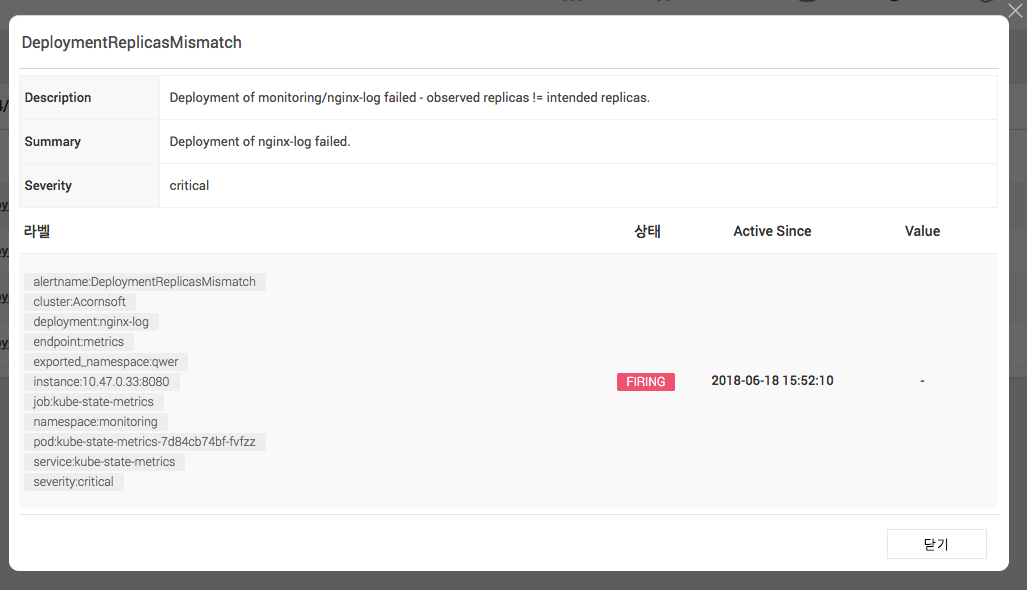 DeploymentReplicasMismatch
Description Deployment of monitoring/nginx-log failed - observed replicas != intended replicas.
Summary Deployment of nginx-log failed.
Severity critical
라벨 상태 Active Since Value
alertname:DeploymentReplicasMismatch
cluster:Acornsoft
deployment:nginx-log
endpoint:metrics
exported_namespace:qwer
instance:10.47.0.33:8080 FIRING 2018-06-18 15:52:10 -
job:kube-state-metrics
namespace:monitoring
pod:kube-state-metrics-7d84cb74bf-fvfzz
service:kube-state-metrics
severity:critical
닫기